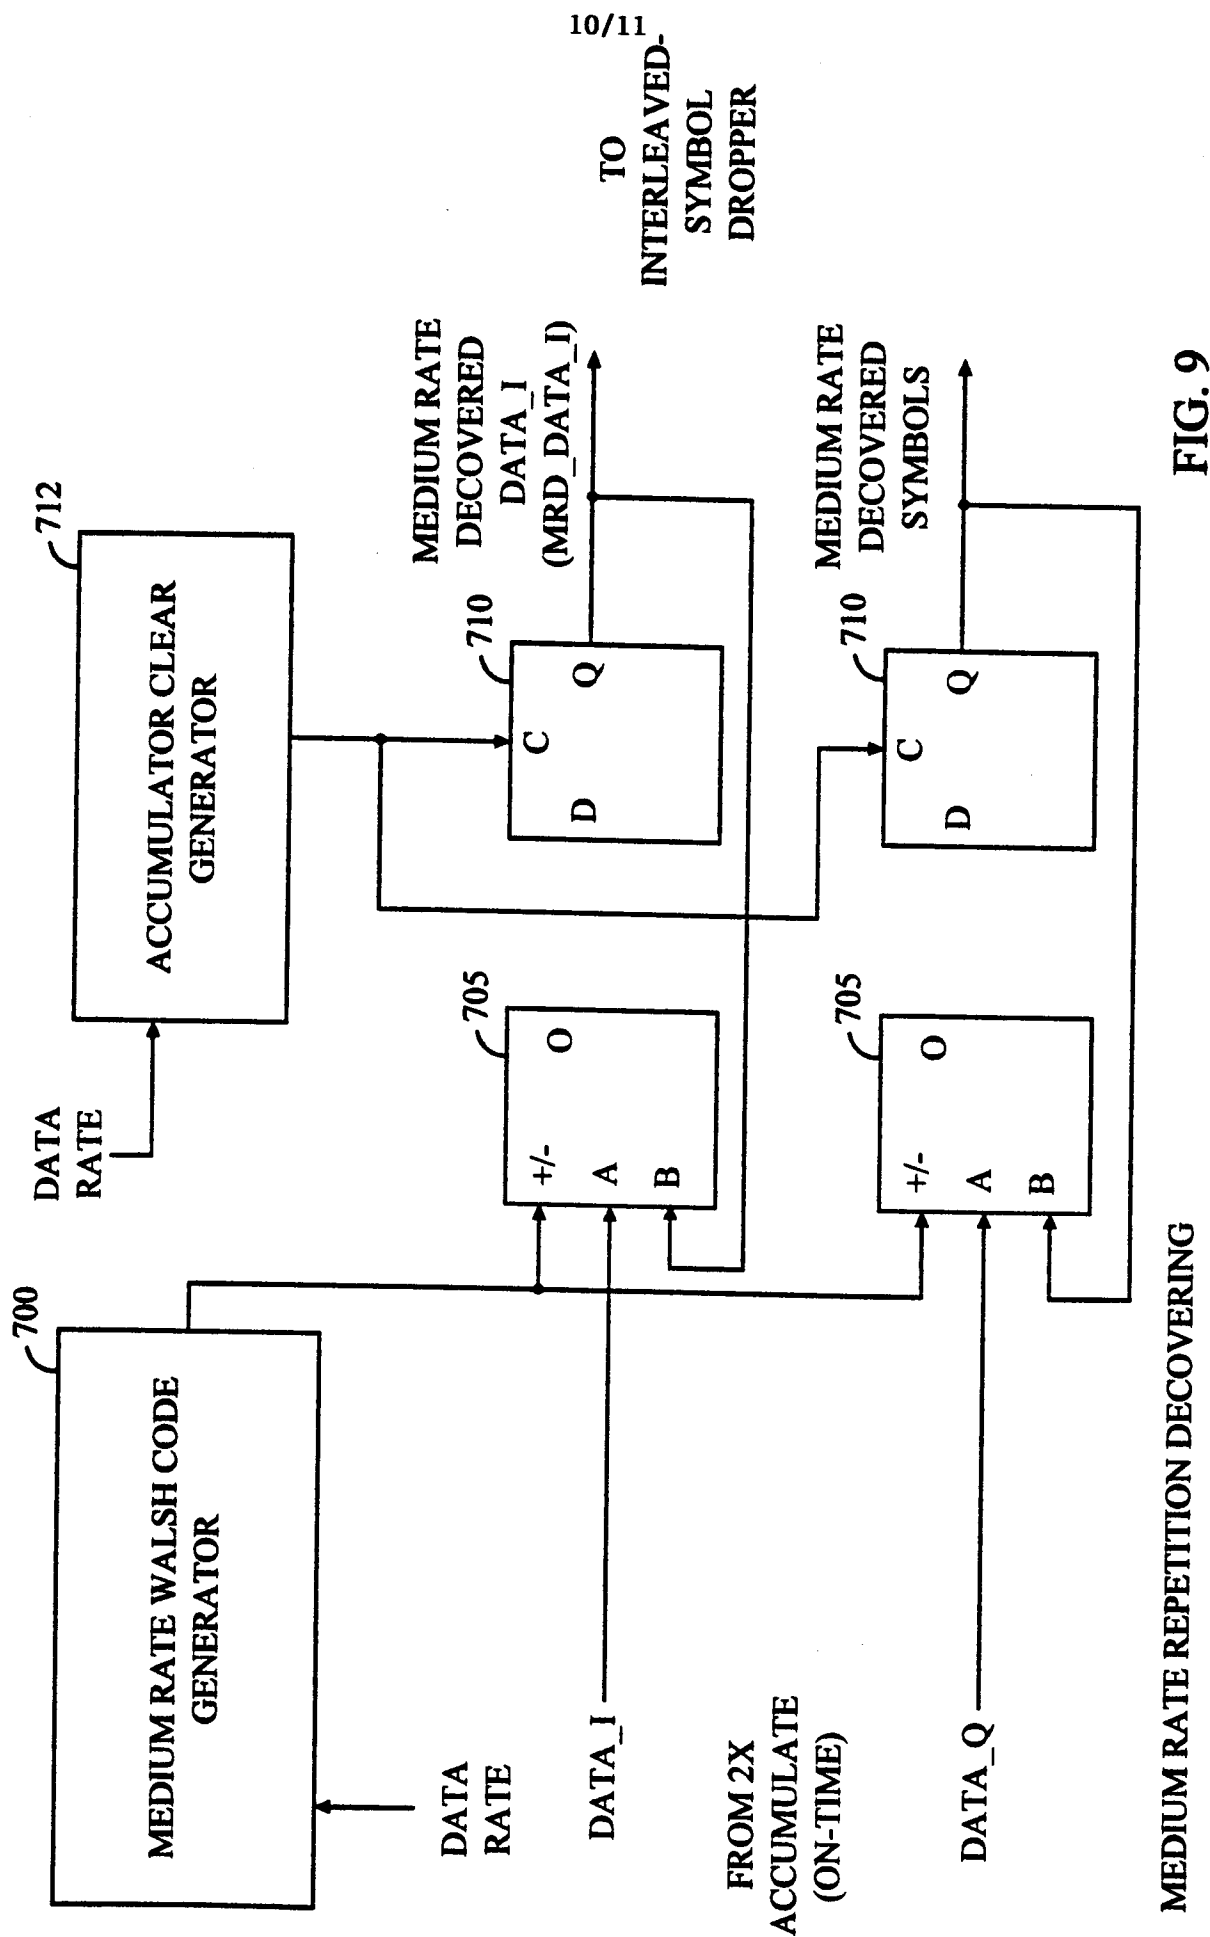 10/11
DATA
RATE
712
ACCUMULATOR CLEAR
GENERATOR
700
MEDIUM RATE WALSH CODE
GENERATOR
DATA
RATE
705
+/-
O
A
B
710
C
D
Q
MEDIUM RATE
DECOVERED
DATA_I
(MRD_DATA_I)
TO
INTERLEAVED-
SYMBOL
DROPPER
DATA_I
FROM 2X
ACCUMULATE
(ON-TIME)
DATA_Q
705
+/-
O
A
B
710
C
D
Q
MEDIUM RATE
DECOVERED
SYMBOLS
MEDIUM RATE REPETITION DECOVERING
FIG. 9